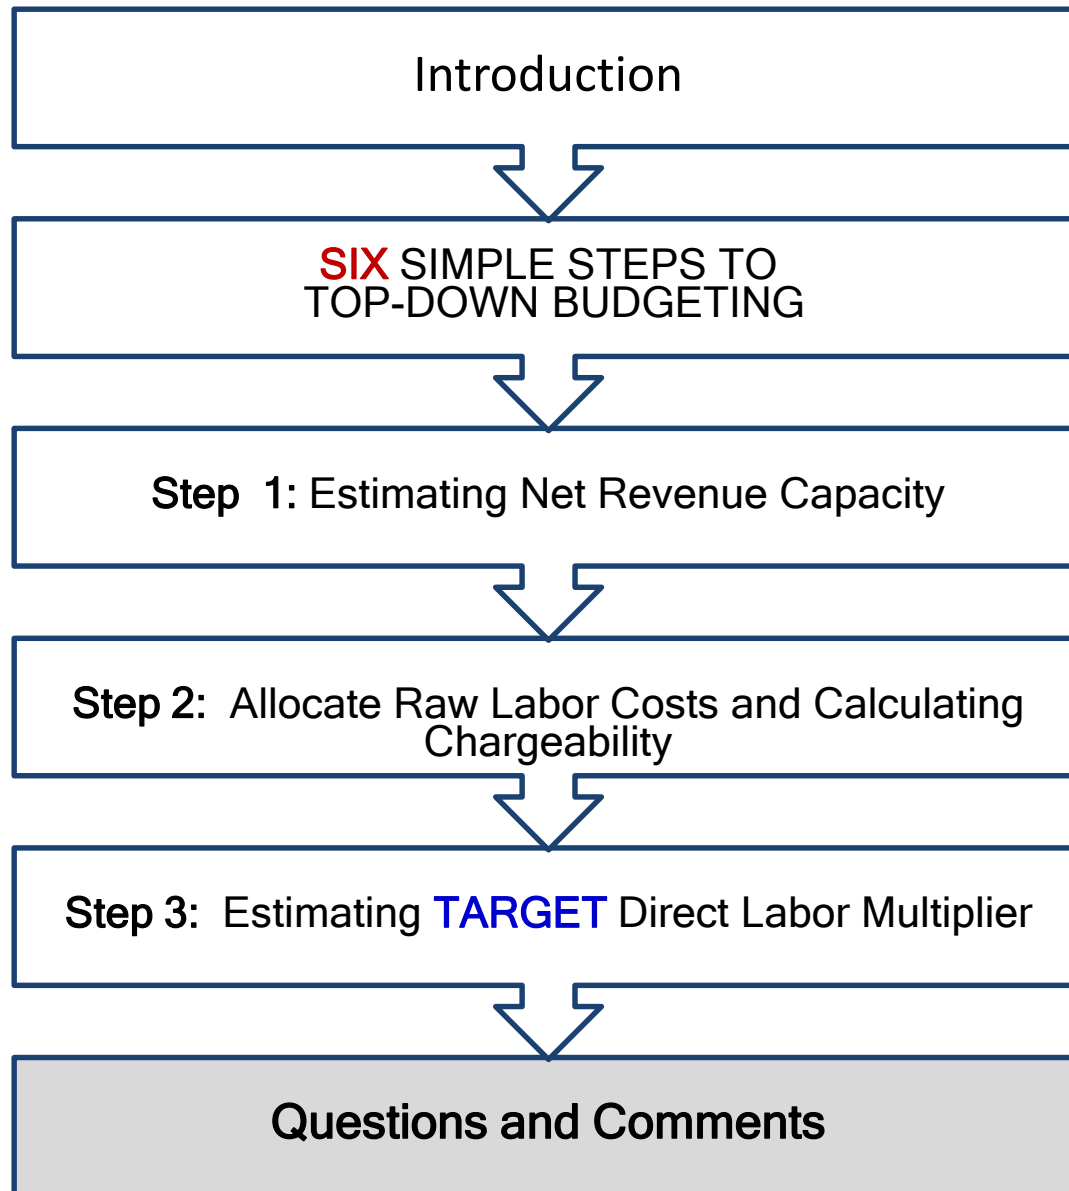 Introduction
SIX SIMPLE STEPS TO
TOP-DOWN BUDGETING
Step  1: Estimating Net Revenue Capacity
Step 2:  Allocate Raw Labor Costs and Calculating
Chargeability
Step 3:  Estimating TARGET Direct Labor Multiplier
Questions and Comments